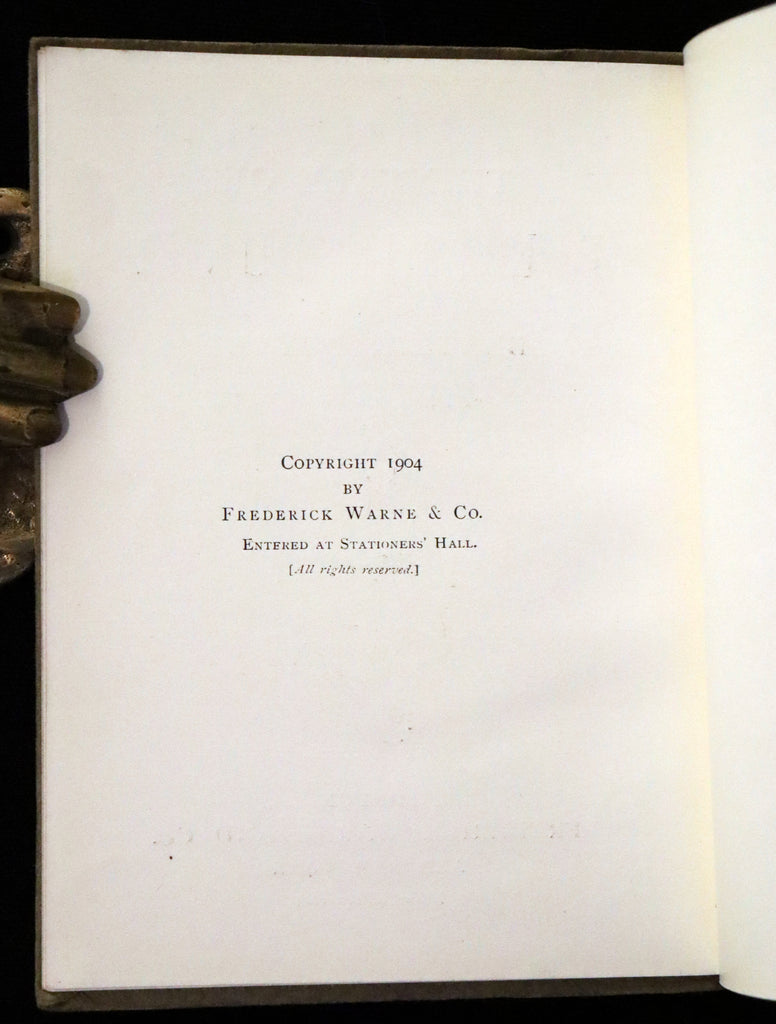 COPYRIGHT 1904
BY
FREDERICK WARNE & CO.
ENTERED AT STATIONERS' HALL.
[All rights reserved.]